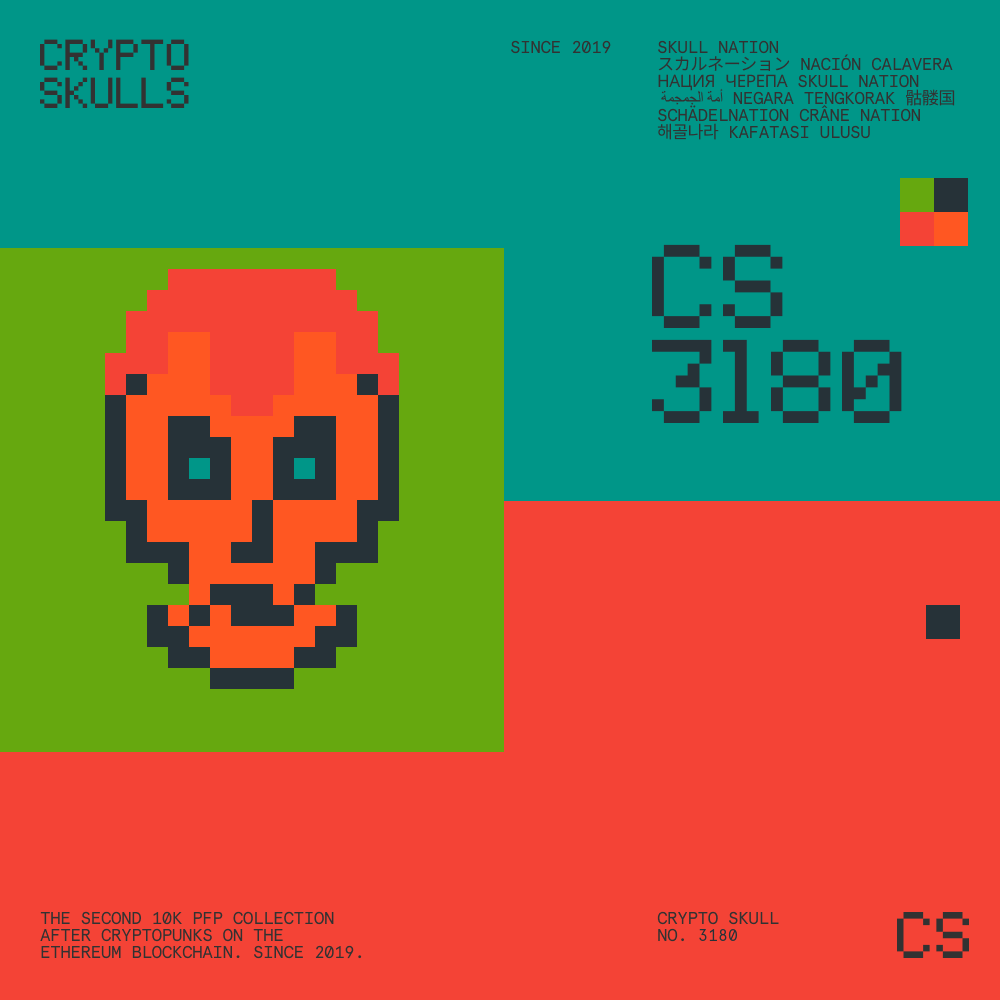 CRYPTO
SKULLS
SINCE 2019
SKULL NATION
スカルネーション NACIÓN CALAVERA
НАЦИЯ ЧЕРЕПА SKULL NATION
أمة الجمجمة NEGARA TENGKORAK 骷髏国
SCHÄDELNATION CRÂNE NATION
해골나라 KAFATASI ULUSU
CS
3180
THE SECOND 10K PFP COLLECTION
AFTER CRYPTOPUNKS ON THE
ETHEREUM BLOCKCHAIN. SINCE 2019.
CRYPTO SKULL
NO. 3180
CS